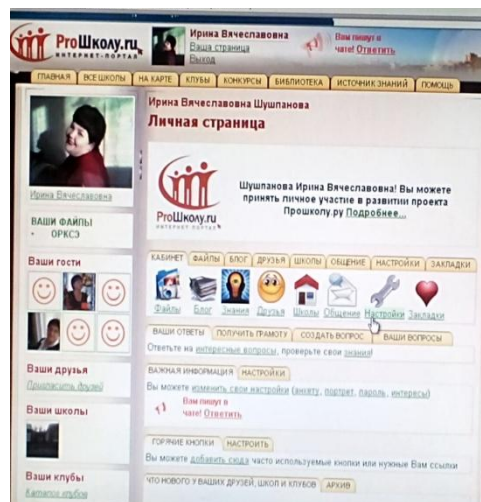 ProШколу.ru
ИНТЕРНЕТ-ПОРТАЛ
Ирина Вячеславовна
Ваша страница
Выход
Вам пишут в
чате! Ответить
ГЛАВНАЯ ВСЕ ШКОЛЫ НА КАРТЕ КЛУБЫ КОНКУРСЫ БИБЛИОТЕКА ИСТОЧНИК ЗНАНИЙ ПОМОЩЬ
Ирина Вячеславовна Шушпанова
Личная страница
Ирина Вячеславовна
ВАШИ ФАЙЛЫ
ОРКСЭ
Ваши гости
Ваши друзья
Пригласить друзей
Ваши школы
Ваши клубы
Каталог клубов
ProШколу.ru
ИНТЕРНЕТ-ПОРТАЛ
Шушпанова Ирина Вячеславовна! Вы можете
принять личное участие в развитии проекта
Прошколу.ру Подробнее...
КАБИНЕТ ФАЙЛЫ БЛОГ ДРУЗЬЯ ШКОЛЫ ОБЩЕНИЕ НАСТРОЙКИ ЗАКЛАДКИ
Файлы Блог Знания Друзья Школы Общение Настройки Закладки
ВАШИ ОТВЕТЫ ПОЛУЧИТЬ ГРАМОТУ СОЗДАТЬ ВОПРОС ВАШИ ВОПРОСЫ
Ответьте на интересные вопросы, проверьте свои знания!
ВАЖНАЯ ИНФОРМАЦИЯ НАСТРОЙКИ
Вы можете изменить свои настройки (анкету, портрет, пароль, интересы)
Вам пишут в
чате! Ответить
ГОРЯЧИЕ КНОПКИ НАСТРОИТЬ
Вы можете добавить сюда часто используемые кнопки или нужные Вам ссылки
ЧТО НОВОГО У ВАШИХ ДРУЗЕЙ, ШКОЛ И КЛУБОВ АРХИВ